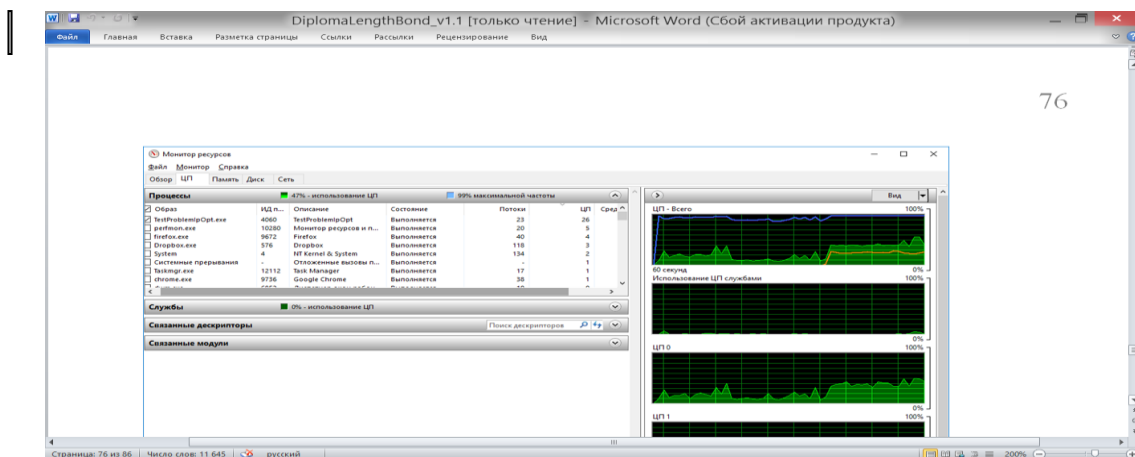 DiplomaLengthBond_v1.1 [только чтение] - Microsoft Word (Сбой активации продукта)
Файл Главная Вставка Разметка страницы Ссылки Рассылки Рецензирование Вид
76
Монитор ресурсов
Файл Монитор Справка
Обзор ЦП Память Диск Сеть
Процессы 47% - использование ЦП 99% максимальной частоты
Образ ИД п... Описание Состояние Потоки ЦП Сред
TestProblemIpOpt.exe 4060 TestProblemIpOpt Выполняется 23 26
perfmon.exe 10280 Монитор ресурсов и п... Выполняется 20 5
firefox.exe 9672 Firefox Выполняется 40 4
Dropbox.exe 576 Dropbox Выполняется 118 3
System 4 NT Kernel & System Выполняется 134 2
Системные прерывания - Отложенные вызовы п... Выполняется - 1
Taskmgr.exe 12112 Task Manager Выполняется 17 1
chrome.exe 9736 Google Chrome Выполняется 38 1
Службы 0% - использование ЦП
Связанные дескрипторы Поиск дескрипторов
Связанные модули
Вид
ЦП - Всего 100%
60 секунд 0%
Использование ЦП службами 100%
0%
ЦП 0 100%
0%
ЦП 1 100%
Страница: 76 из 86 Число слов: 11 645 русский 200%